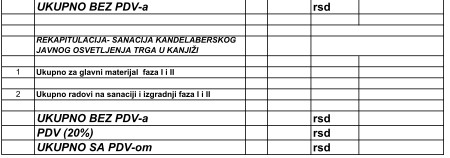 UKUPNO BEZ PDV-a rsd
REKAPITULACIJA- SANACIJA KANDELABERSKOG
JAVNOG OSVETLJENJA TRGA U KANJIŽI
1 Ukupno za glavni materijal faza I i II
2 Ukupno radovi na sanaciji i izgradnji faza I i II
UKUPNO BEZ PDV-a rsd
PDV (20%) rsd
UKUPNO SA PDV-om rsd